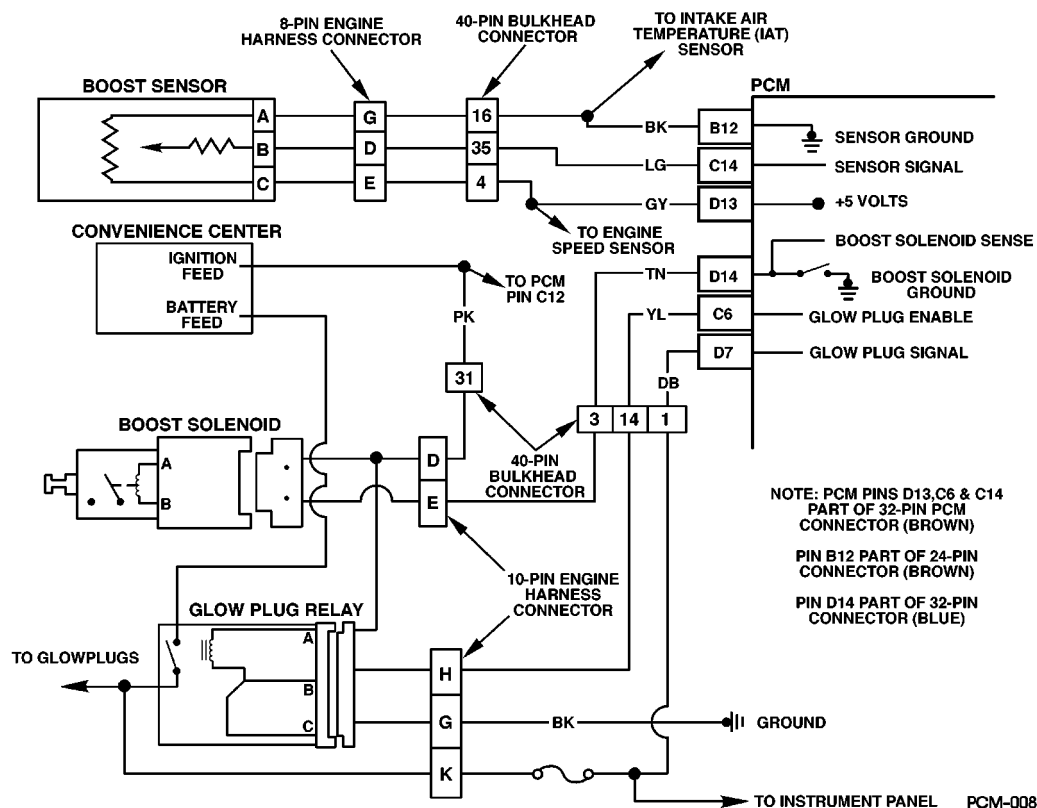 8-PIN ENGINE
HARNESS CONNECTOR
40-PIN BULKHEAD
CONNECTOR
TO INTAKE AIR
TEMPERATURE (IAT)
SENSOR
BOOST SENSOR
PCM
A
G
16
BK
B12
SENSOR GROUND
B
D
35
LG
C14
SENSOR SIGNAL
C
E
4
GY
D13
+5 VOLTS
TO ENGINE
SPEED SENSOR
CONVENIENCE CENTER
IGNITION
FEED
BATTERY
FEED
TO PCM
PIN C12
PK
BOOST SOLENOID SENSE
TN
D14
BOOST SOLENOID
GROUND
YL
C6
GLOW PLUG ENABLE
D7
GLOW PLUG SIGNAL
DB
31
3
14
1
BOOST SOLENOID
A
B
D
E
40-PIN
BULKHEAD
CONNECTOR
NOTE: PCM PINS D13,C6 & C14
PART OF 32-PIN PCM
CONNECTOR (BROWN)
PIN B12 PART OF 24-PIN
CONNECTOR (BROWN)
PIN D14 PART OF 32-PIN
CONNECTOR (BLUE)
10-PIN ENGINE
HARNESS
CONNECTOR
GLOW PLUG RELAY
A
B
C
TO GLOWPLUGS
H
G
BK
GROUND
K
TO INSTRUMENT PANEL
PCM-008